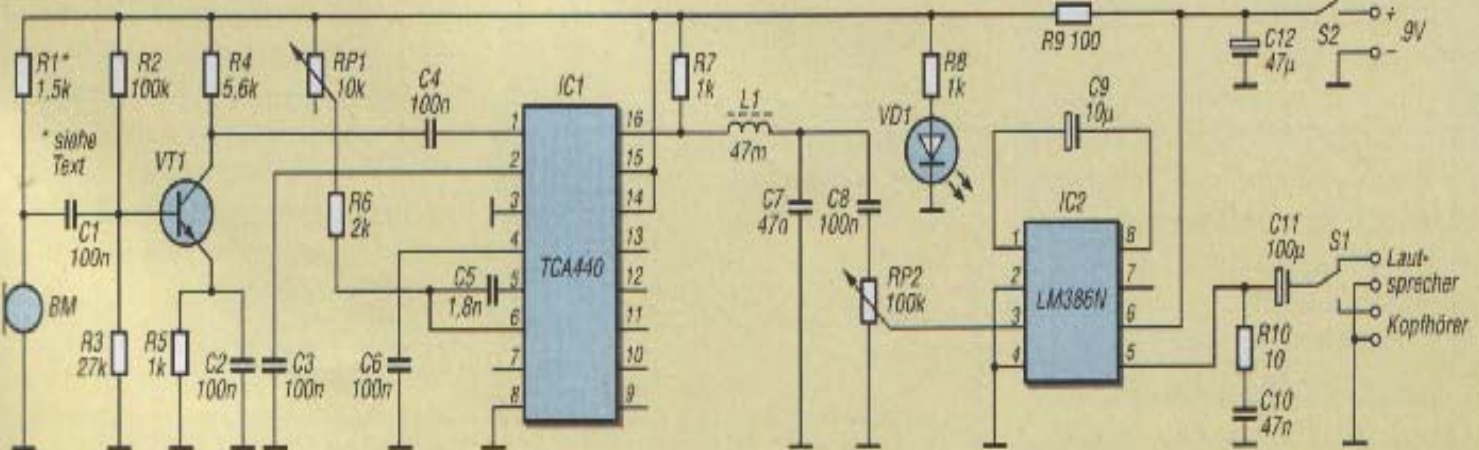 R1*
1,5k
R2
100k
R4
5,6k
RP1
10k
C4
100n
IC1
R7
1k
L1
47m
R8
1k
VD1
R9 100
C9
10µ
C12
47µ
S2
+
9V
−
* siehe
Text
VT1
C1
100n
BM
R3
27k
R5
1k
C2
100n
C3
100n
C6
100n
R6
2k
C5
1,8n
TCA440
1
2
3
4
5
6
7
8
16
15
14
13
12
11
10
9
C7
47n
C8
100n
RP2
100k
IC2
LM386N
1
2
3
4
8
7
6
5
C11
100µ
S1
Laut-
sprecher
Kopfhörer
R10
10
C10
47n